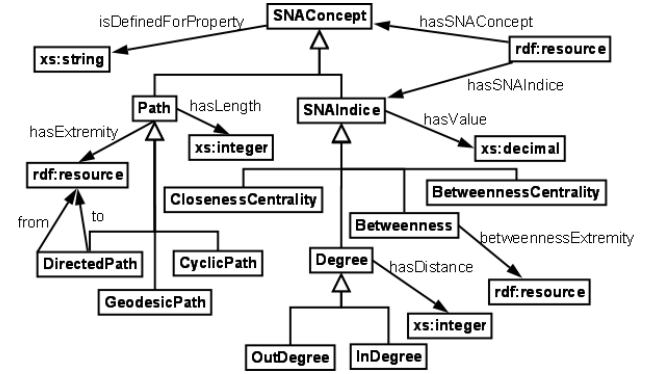 SNAConcept
isDefinedForProperty
hasSNAConcept
xs:string
rdf:resource
hasSNAIndice
Path
hasLength
SNAIndice
hasValue
hasExtremity
xs:integer
xs:decimal
rdf:resource
ClosenessCentrality
BetweennessCentrality
from
to
Betweenness
betweennessExtremity
DirectedPath
CyclicPath
Degree
hasDistance
rdf:resource
GeodesicPath
xs:integer
OutDegree
InDegree